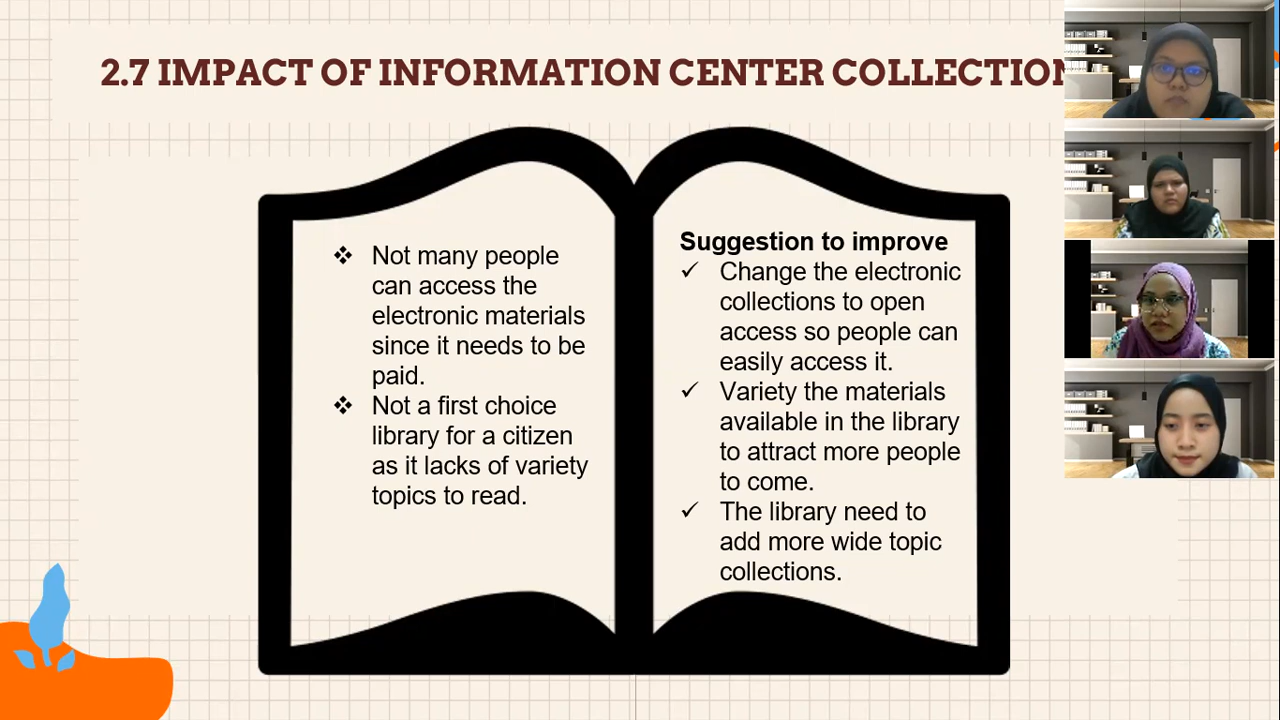 2.7 IMPACT OF INFORMATION CENTER COLLECTION
❖ Not many people
can access the
electronic materials
since it needs to be
paid.
❖ Not a first choice
library for a citizen
as it lacks of variety
topics to read.
Suggestion to improve
✓ Change the electronic
collections to open
access so people can
easily access it.
✓ Variety the materials
available in the library
to attract more people
to come.
✓ The library need to
add more wide topic
collections.